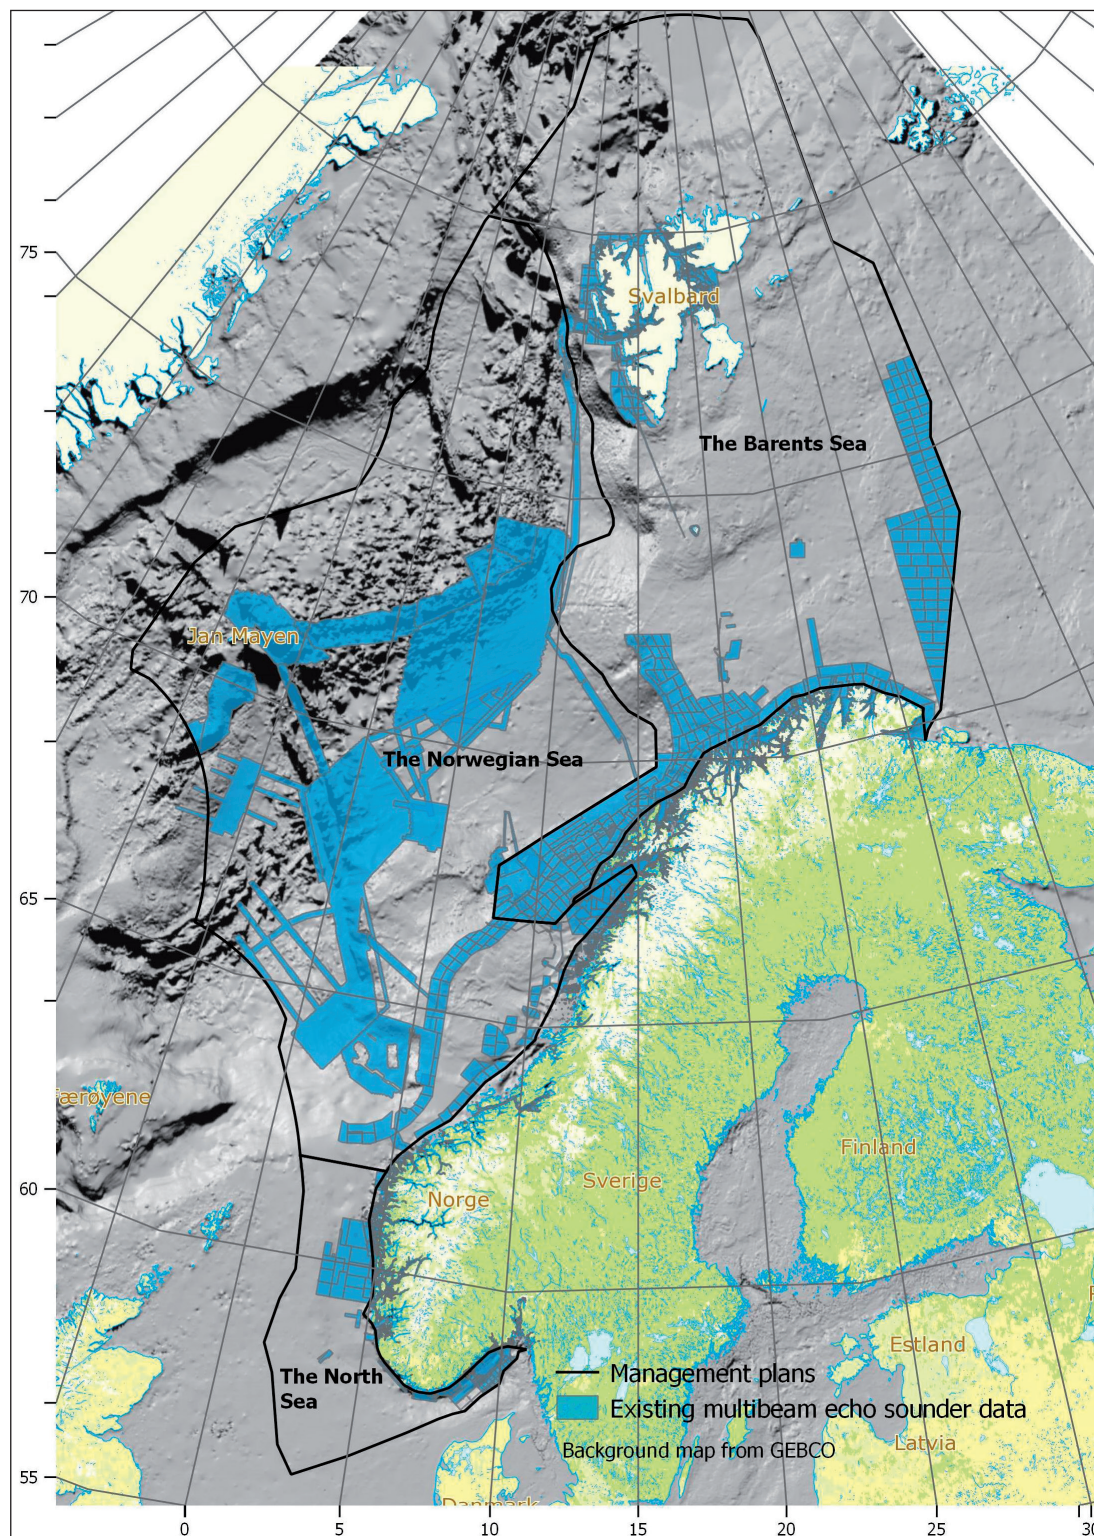 75
Svalbard
The Barents Sea
70
Jan Mayen
The Norwegian Sea
65
Færøyene
Finland
Sverige
60
Norge
Estland
The North
Sea
Management plans
Existing multibeam echo sounder data
Latvia
Background map from GEBCO
55
Danmark
0
5
10
15
20
25
30